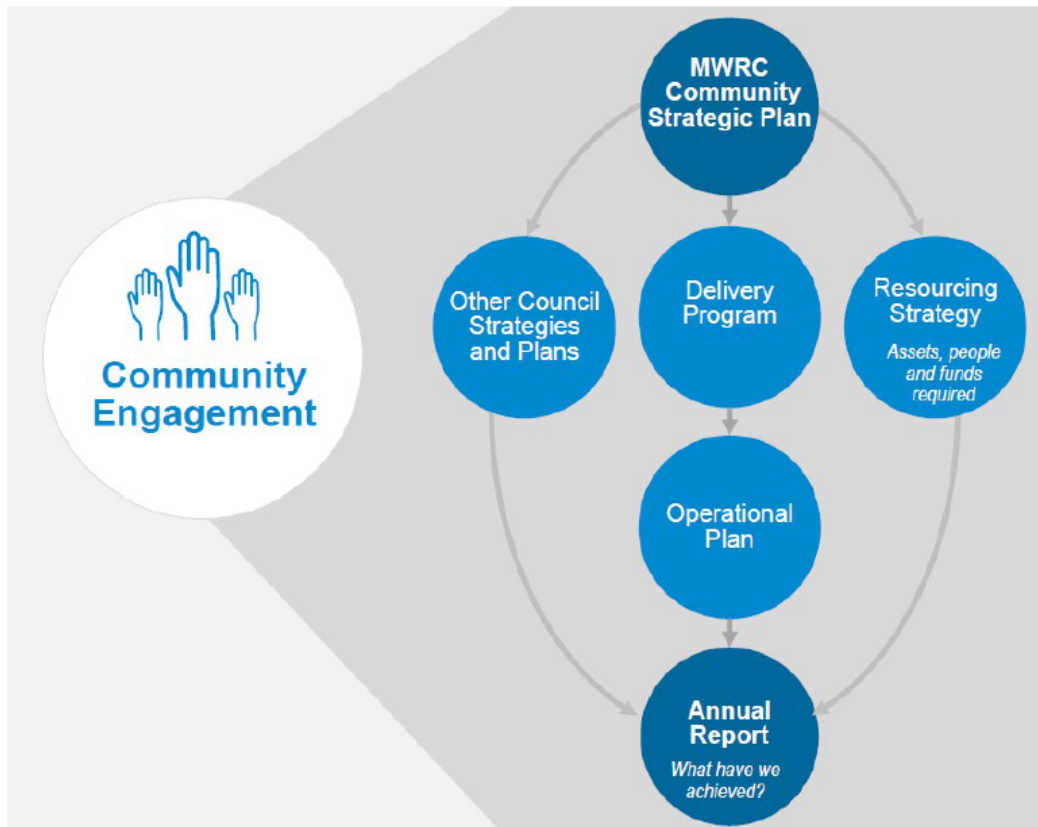 MWRC
Community
Strategic Plan
Other Council
Strategies
and Plans
Delivery
Program
Resourcing
Strategy
Assets, people
and funds
required
Community
Engagement
Operational
Plan
Annual
Report
What have we
achieved?